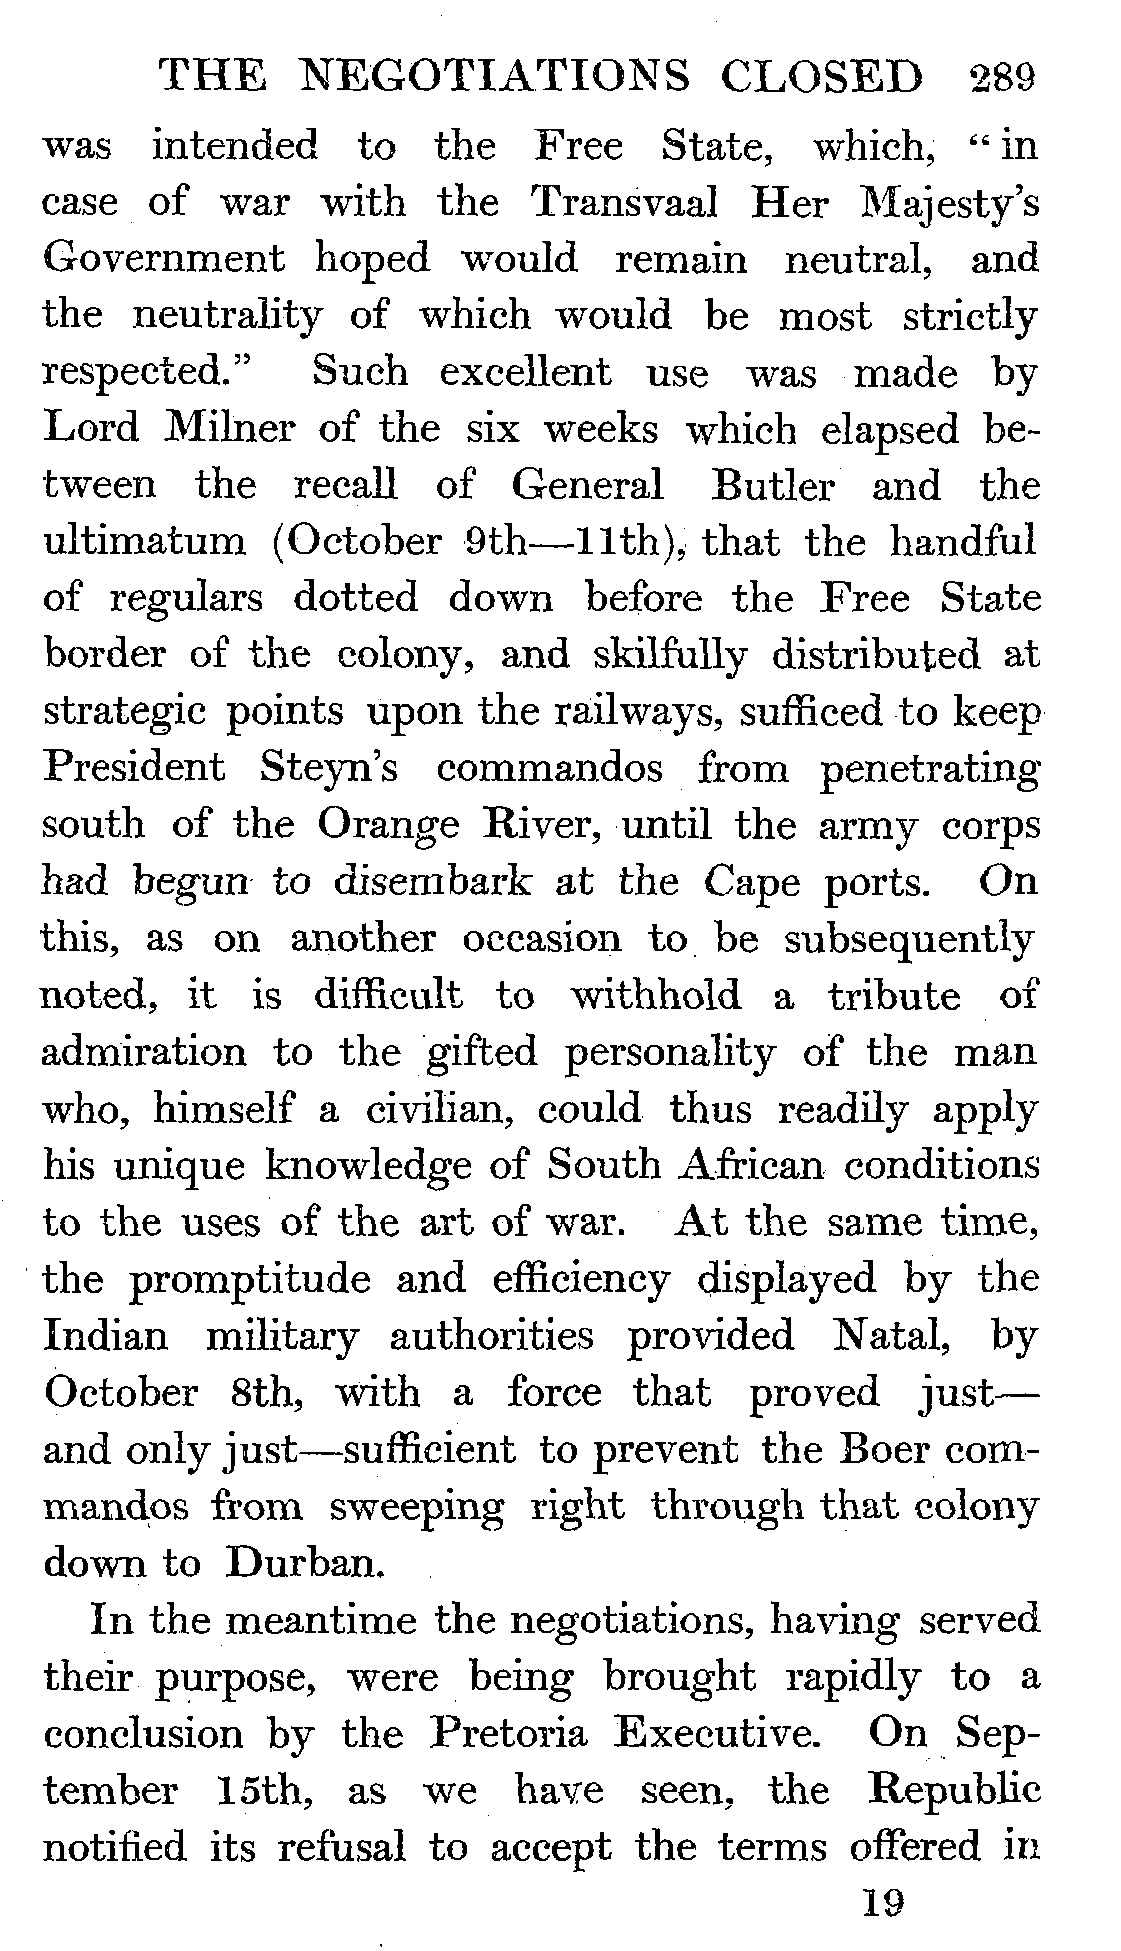 THE NEGOTIATIONS CLOSED 289
was intended to the Free State, which, “in
case of war with the Transvaal Her Majesty’s
Government hoped would remain neutral, and
the neutrality of which would be most strictly
respected.” Such excellent use was made by
Lord Milner of the six weeks which elapsed be-
tween the recall of General Butler and the
ultimatum (October 9th—11th), that the handful
of regulars dotted down before the Free State
border of the colony, and skilfully distributed at
strategic points upon the railways, sufficed to keep
President Steyn’s commandos from penetrating
south of the Orange River, until the army corps
had begun to disembark at the Cape ports. On
this, as on another occasion to be subsequently
noted, it is difficult to withhold a tribute of
admiration to the gifted personality of the man
who, himself a civilian, could thus readily apply
his unique knowledge of South African conditions
to the uses of the art of war. At the same time,
the promptitude and efficiency displayed by the
Indian military authorities provided Natal, by
October 8th, with a force that proved just—
and only just—sufficient to prevent the Boer com-
mandos from sweeping right through that colony
down to Durban.
In the meantime the negotiations, having served
their purpose, were being brought rapidly to a
conclusion by the Pretoria Executive. On Sep-
tember 15th, as we have seen, the Republic
notified its refusal to accept the terms offered in
19